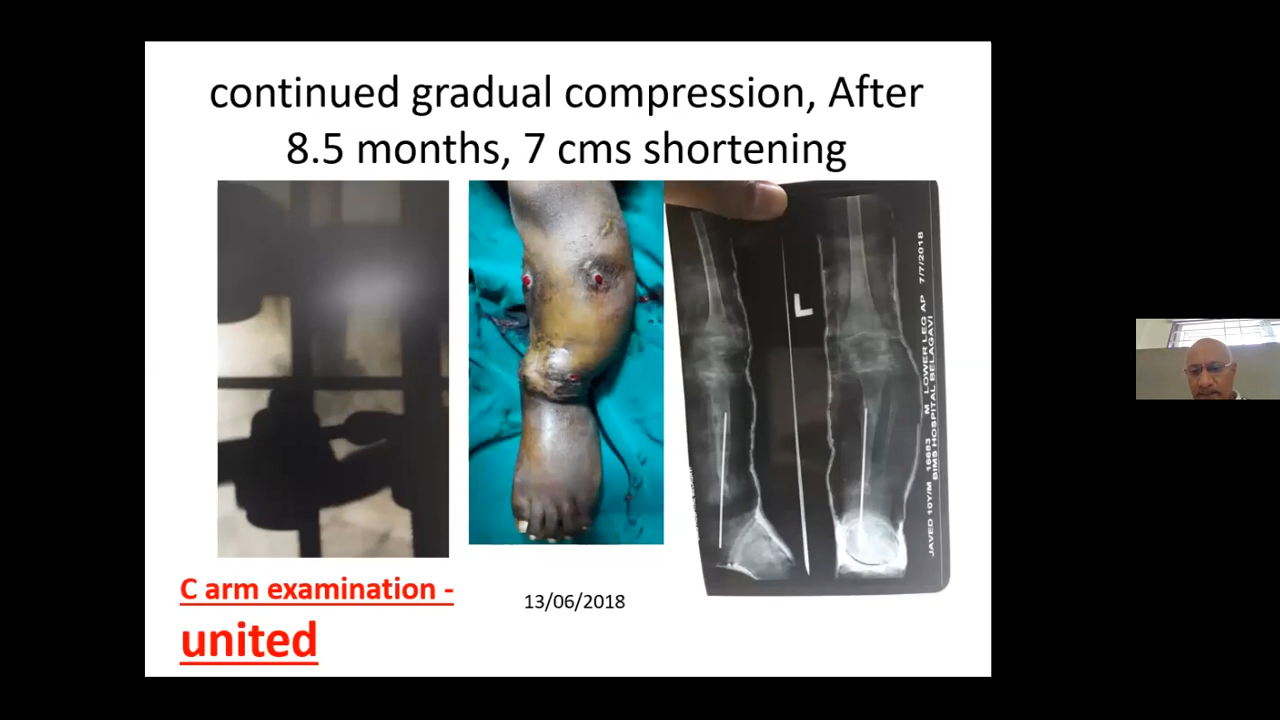 continued gradual compression, After
8.5 months, 7 cms shortening
L
JAVED 19Y/M 16683 M LOWER LEG AP 7/7/2018
BIMS HOSPITAL BELAGAVI
C arm examination -
united
13/06/2018